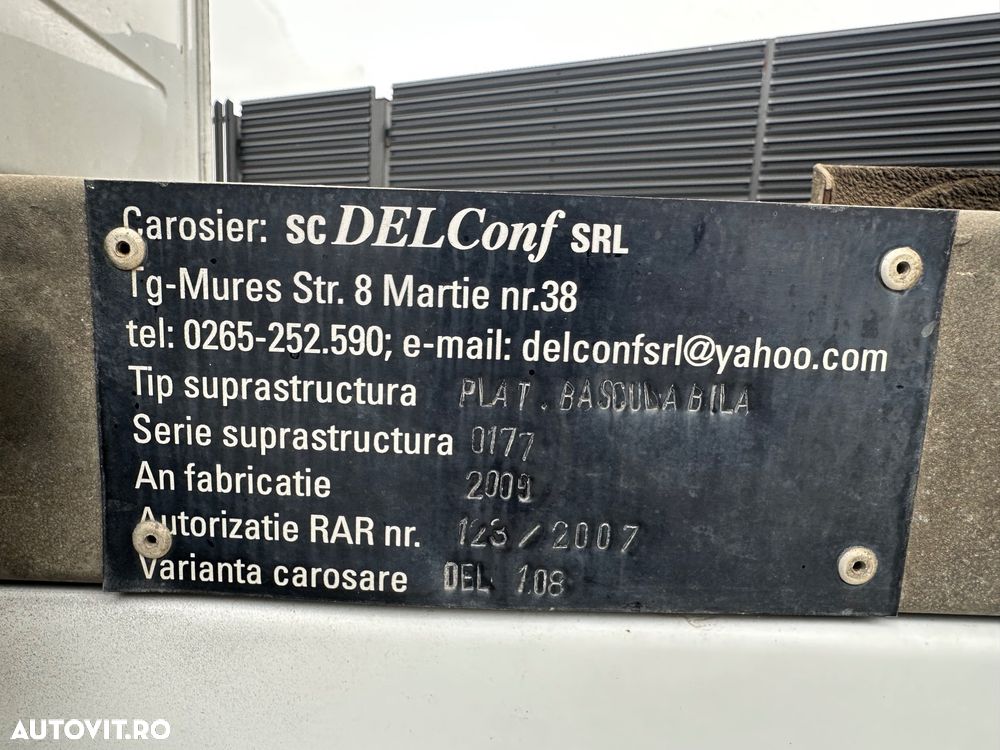 Carosier: SC DELConf SRL
Tg-Mures Str. 8 Martie nr.38
tel: 0265-252.590; e-mail: delconfsrl@yahoo.com
Tip suprastructura PLAT. BASCULABILA
Serie suprastructura 0177
An fabricatie 2009
Autorizatie RAR nr. 123/2007
Varianta carosare DEL 108
AUTOVIT.RO